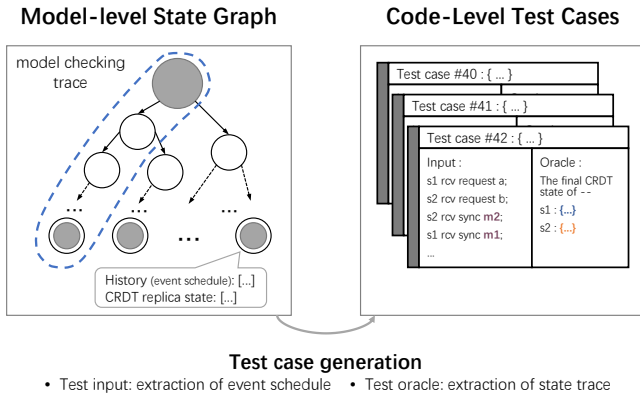 Model-level State Graph
model checking
trace
...
...
...
History (event schedule): [...]
CRDT replica state: [...]
Code-Level Test Cases
Test case #40 : { ... }
Test case #41 : { ... }
Test case #42 : { ... }
Input :
s1 rcv request a;
s2 rcv request b;
s2 rcv sync m2;
s1 rcv sync m1;
...
Oracle :
The final CRDT
state of --
s1 : {...}
s2 : {...}
Test case generation
• Test input: extraction of event schedule • Test oracle: extraction of state trace